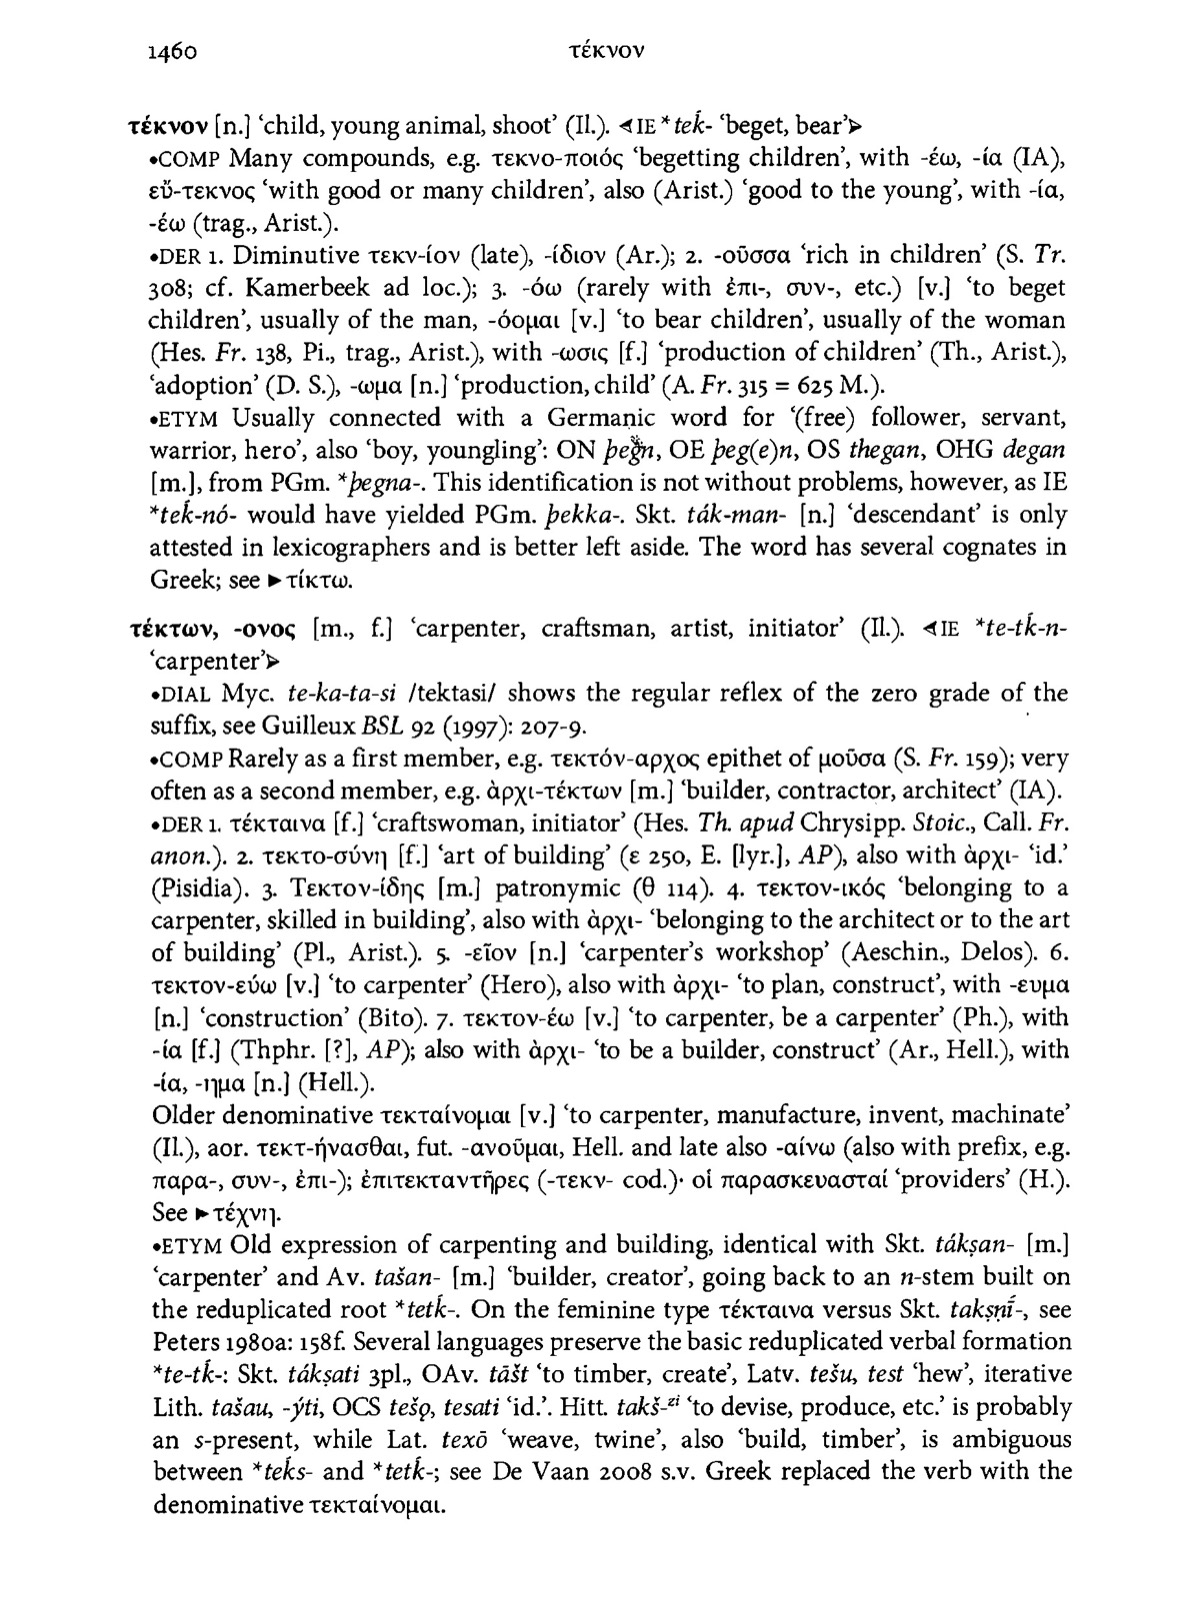 1460 τέκνον
τέκνον [n.] ‘child, young animal, shoot’ (Il.). ⊲IE *teḱ- ‘beget, bear’⊳
•COMP Many compounds, e.g. τεκνο-ποιός ‘begetting children’, with -έω, -ία (IA),
εὔ-τεκνος ‘with good or many children’, also (Arist.) ‘good to the young’, with -ία,
-έω (trag., Arist.).
•DER 1. Diminutive τεκν-ίον (late), -ίδιον (Ar.); 2. -οῦσσα ‘rich in children’ (S. Tr.
308; cf. Kamerbeek ad loc.); 3. -όω (rarely with ἐπι-, συν-, etc.) [v.] ‘to beget
children’, usually of the man, -όομαι [v.] ‘to bear children’, usually of the woman
(Hes. Fr. 138, Pi., trag., Arist.), with -ωσις [f.] ‘production of children’ (Th., Arist.),
‘adoption’ (D. S.), -ωμα [n.] ‘production, child’ (A. Fr. 315 = 625 M.).
•ETYM Usually connected with a Germanic word for ‘(free) follower, servant,
warrior, hero’, also ‘boy, youngling’: ON þegn, OE þeg(e)n, OS thegan, OHG degan
[m.], from PGm. *þegna-. This identification is not without problems, however, as IE
*teḱ-nó- would have yielded PGm. þekka-. Skt. ták-man- [n.] ‘descendant’ is only
attested in lexicographers and is better left aside. The word has several cognates in
Greek; see ►τίκτω.
τέκτων, -ονος [m., f.] ‘carpenter, craftsman, artist, initiator’ (Il.). ⊲IE *te-tḱ-n-
‘carpenter’⊳
•DIAL Myc. te-ka-ta-si /tektasi/ shows the regular reflex of the zero grade of the
suffix, see Guilleux BSL 92 (1997): 207-9.
•COMP Rarely as a first member, e.g. τεκτόν-αρχος epithet of μοῦσα (S. Fr. 159); very
often as a second member, e.g. ἀρχι-τέκτων [m.] ‘builder, contractor, architect’ (IA).
•DER 1. τέκταινα [f.] ‘craftswoman, initiator’ (Hes. Th. apud Chrysipp. Stoic., Call. Fr.
anon.). 2. τεκτο-σύνη [f.] ‘art of building’ (ε 250, E. [lyr.], AP), also with ἀρχι- ‘id.’
(Pisidia). 3. Τεκτον-ίδης [m.] patronymic (θ 114). 4. τεκτον-ικός ‘belonging to a
carpenter, skilled in building’, also with ἀρχι- ‘belonging to the architect or to the art
of building’ (Pl., Arist.). 5. -εῖον [n.] ‘carpenter’s workshop’ (Aeschin., Delos). 6.
τεκτον-εύω [v.] ‘to carpenter’ (Hero), also with ἀρχι- ‘to plan, construct’, with -ευμα
[n.] ‘construction’ (Bito). 7. τεκτον-έω [v.] ‘to carpenter, be a carpenter’ (Ph.), with
-ία [f.] (Thphr. [?], AP); also with ἀρχι- ‘to be a builder, construct’ (Ar., Hell.), with
-ία, -ημα [n.] (Hell.).
Older denominative τεκταίνομαι [v.] ‘to carpenter, manufacture, invent, machinate’
(Il.), aor. τεκτ-ήνασθαι, fut. -ανοῦμαι, Hell. and late also -αίνω (also with prefix, e.g.
παρα-, συν-, ἐπι-); ἐπιτεκταντῆρες (-τεκν- cod.)· οἱ παρασκευασταί ‘providers’ (H.).
See ►τέχνη.
•ETYM Old expression of carpenting and building, identical with Skt. tákṣan- [m.]
‘carpenter’ and Av. tašan- [m.] ‘builder, creator’, going back to an n-stem built on
the reduplicated root *tetḱ-. On the feminine type τέκταινα versus Skt. takṣṇī́-, see
Peters 1980a: 158f. Several languages preserve the basic reduplicated verbal formation
*te-tḱ-: Skt. tákṣati 3pl., OAv. tāšt ‘to timber, create’, Latv. tešu, test ‘hew’, iterative
Lith. tašau, -ýti, OCS tešǫ, tesati ‘id.’. Hitt. takš-ᶻⁱ ‘to devise, produce, etc.’ is probably
an s-present, while Lat. texō ‘weave, twine’, also ‘build, timber’, is ambiguous
between *teḱs- and *tetḱ-; see De Vaan 2008 s.v. Greek replaced the verb with the
denominative τεκταίνομαι.